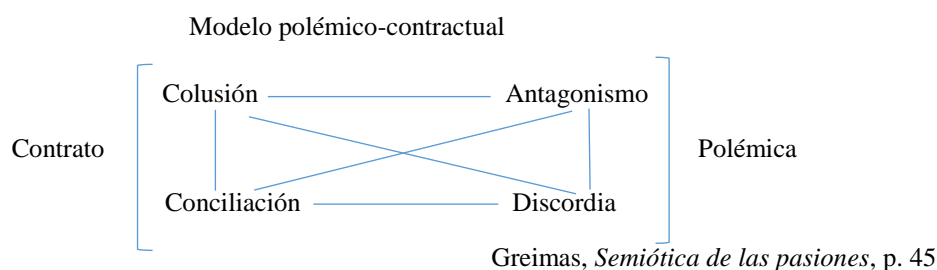 Modelo polémico-contractual
Colusión Antagonismo
Contrato Polémica
Conciliación Discordia
Greimas, Semiótica de las pasiones, p. 45